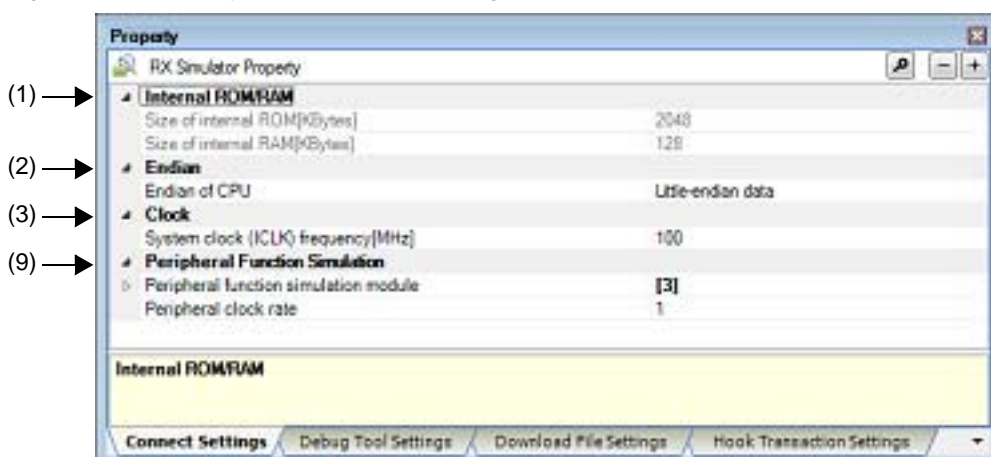 Property
RX Simulator Property
(1) Internal ROM/RAM
Size of internal ROM[KBytes] 2048
Size of internal RAM[KBytes] 128
(2) Endian
Endian of CPU Little-endian data
(3) Clock
System clock (ICLK) frequency[MHz] 100
(9) Peripheral Function Simulation
Peripheral function simulation module [3]
Peripheral clock rate 1
Internal ROM/RAM
Connect Settings Debug Tool Settings Download File Settings Hook Transaction Settings